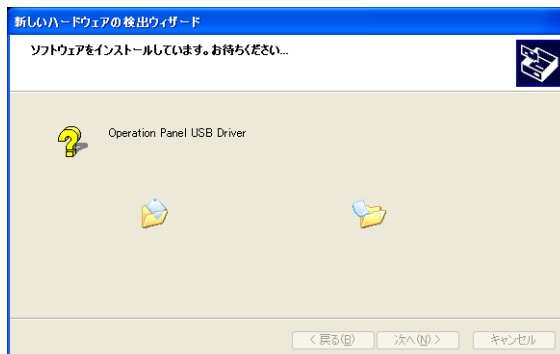 新しいハードウェアの検出ウィザード
ソフトウェアをインストールしています。お待ちください...
Operation Panel USB Driver
< 戻る(B)
次へ(N) >
キャンセル